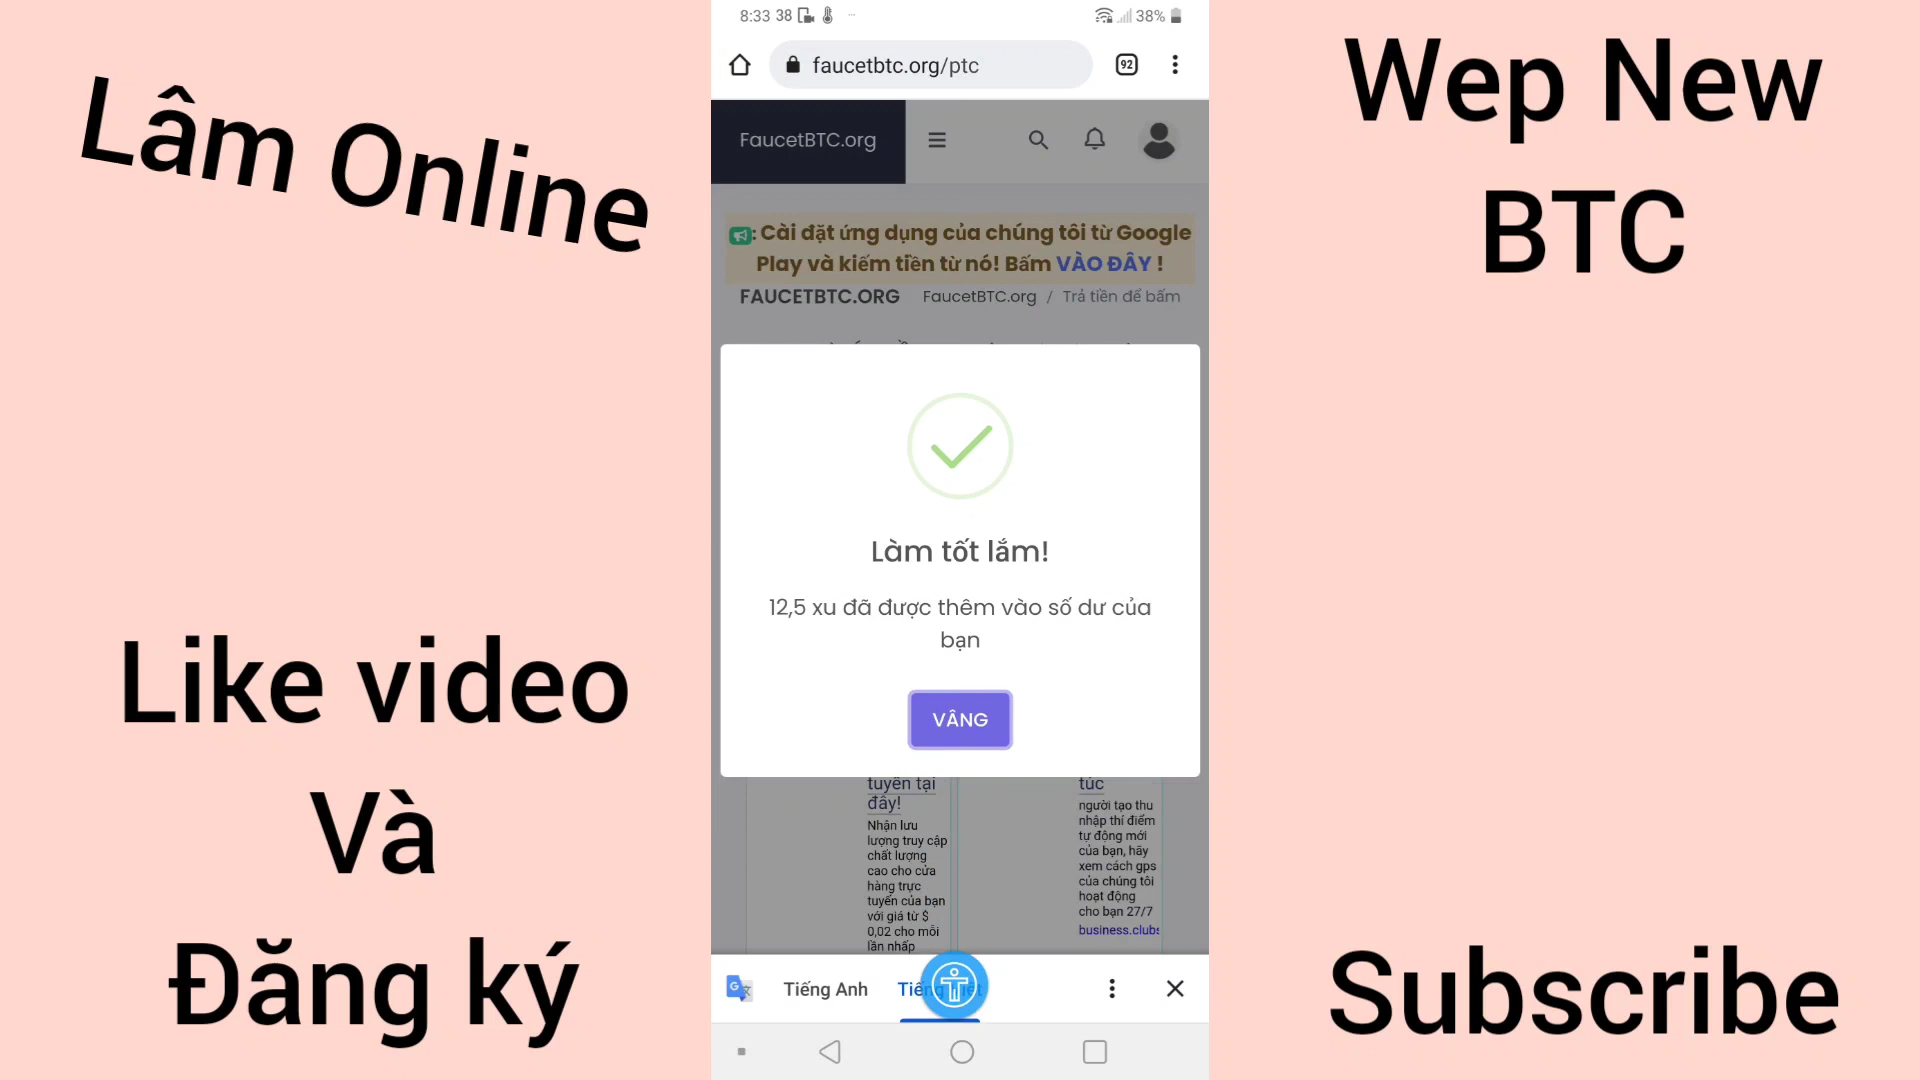 Lâm Online
Like video
Và
Đăng ký
8:33 38
38%
faucetbtc.org/ptc
92
FaucetBTC.org
: Cài đặt ứng dụng của chúng tôi từ Google
Play và kiếm tiền từ nó! Bấm VÀO ĐÂY !
FAUCETBTC.ORG FaucetBTC.org / Trả tiền để bấm
Làm tốt lắm!
12,5 xu đã được thêm vào số dư của
bạn
VÂNG
tuyến tại
đây!
Nhận lưu
lượng truy cập
chất lượng
cao cho cửa
hàng trực
tuyến của bạn
với giá từ $
0,02 cho mỗi
lần nhấp
túc
người tạo thu
nhập thí điểm
tự động mới
của bạn, hãy
xem cách gps
của chúng tôi
hoạt động
cho bạn 27/7
business.clubs
Tiếng Anh
Wep New
BTC
Subscribe